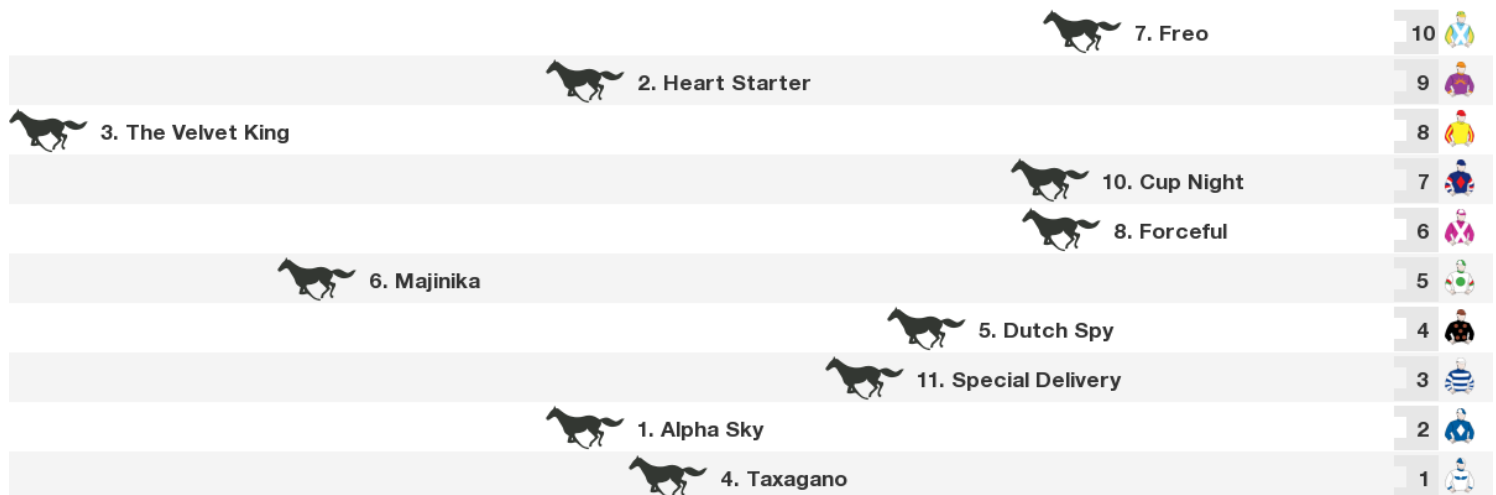 7. Freo 10
2. Heart Starter 9
3. The Velvet King 8
10. Cup Night 7
8. Forceful 6
6. Majinika 5
5. Dutch Spy 4
11. Special Delivery 3
1. Alpha Sky 2
4. Taxagano 1